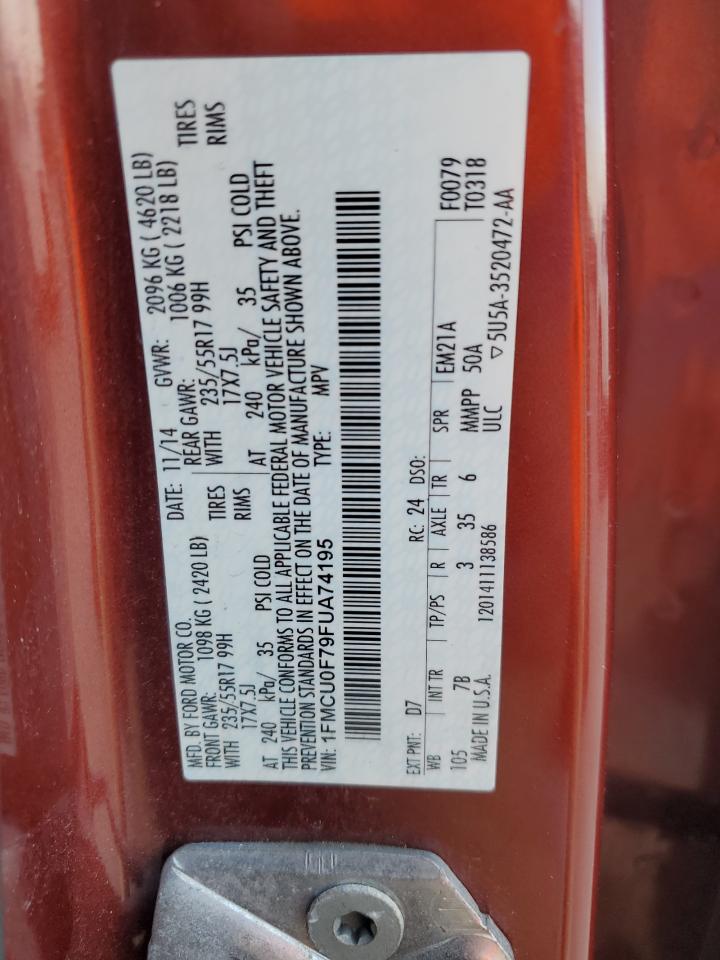 MFD. BY FORD MOTOR CO.
DATE: 11/14 GVWR: 2096 KG ( 4620 LB)
FRONT GAWR: 1098 KG ( 2420 LB) REAR GAWR: 1006 KG ( 2218 LB)
WITH 235/55R17 99H TIRES WITH 235/55R17 99H TIRES
17X7.5J RIMS 17X7.5J RIMS
AT 240 kPa/ 35 PSI COLD AT 240 kPa/ 35 PSI COLD
THIS VEHICLE CONFORMS TO ALL APPLICABLE FEDERAL MOTOR VEHICLE SAFETY AND THEFT
PREVENTION STANDARDS IN EFFECT ON THE DATE OF MANUFACTURE SHOWN ABOVE.
VIN: 1FMCU0F79FUA74195 TYPE: MPV
EXT PNT: D7 RC: 24 DSO: F0079
WB INT TR TP/PS R AXLE TR SPR EM21A T0318
105 7B 3 35 6 MMPP 50A
MADE IN U.S.A. 1201411138586 ULC ▽5U5A-3520472-AA